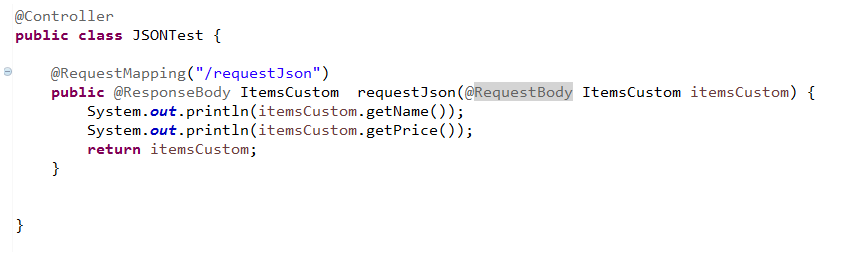 @Controller
public class JSONTest {
@RequestMapping("/requestJson")
public @ResponseBody ItemsCustom  requestJson(@RequestBody ItemsCustom itemsCustom) {
System.out.println(itemsCustom.getName());
System.out.println(itemsCustom.getPrice());
return itemsCustom;
}
}